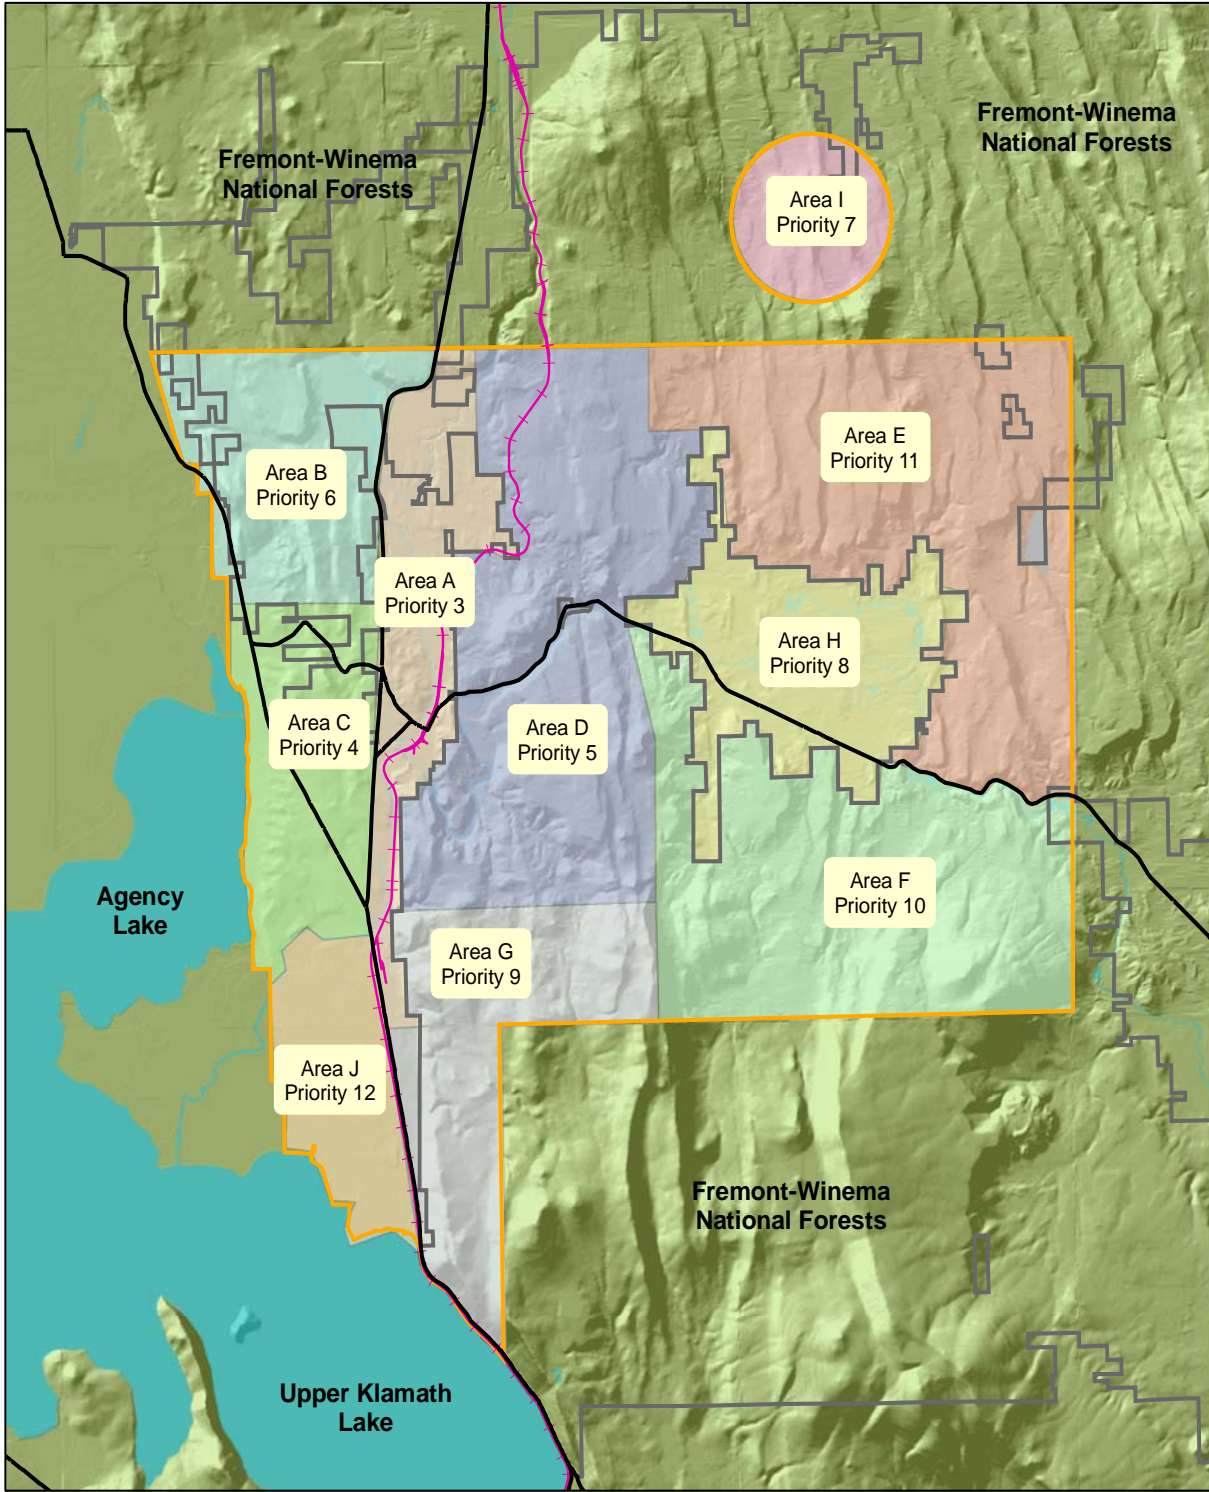 Fremont-Winema
National Forests
Fremont-Winema
National Forests
Area I
Priority 7
Area E
Priority 11
Area B
Priority 6
Area A
Priority 3
Area H
Priority 8
Area C
Priority 4
Area D
Priority 5
Area F
Priority 10
Agency
Lake
Area G
Priority 9
Area J
Priority 12
Fremont-Winema
National Forests
Upper Klamath
Lake